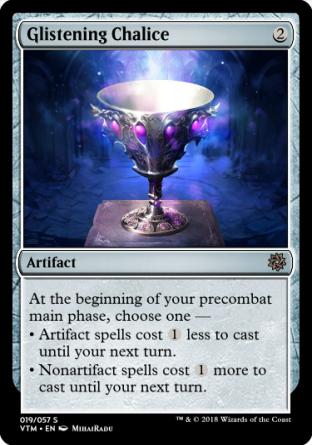 Glistening Chalice 2
Artifact
At the beginning of your precombat
main phase, choose one —
• Artifact spells cost 1 less to cast
until your next turn.
• Nonartifact spells cost 1 more to
cast until your next turn.
019/057 S
VTM • EN MihaiRadu
™ & © 2018 Wizards of the Coast